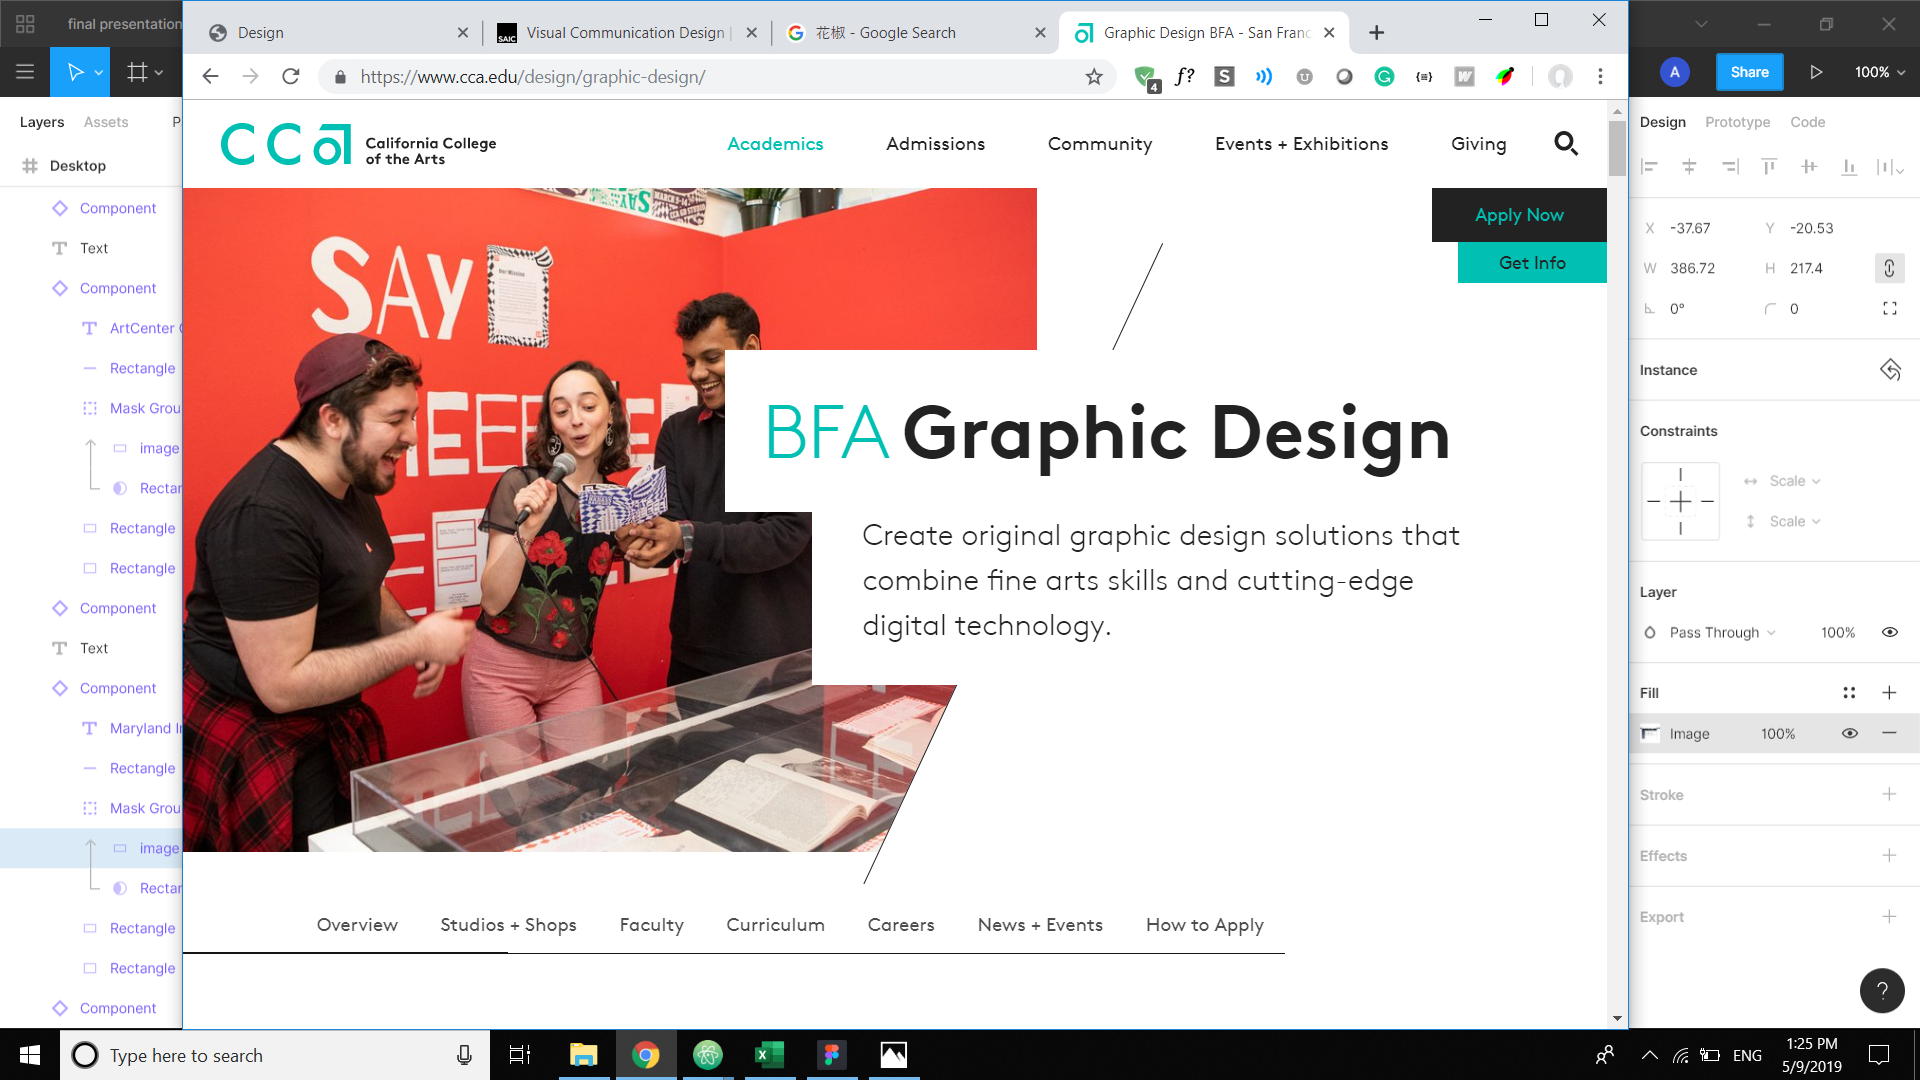 final presentation
Design
Visual Communication Design |
花椒 - Google Search
Graphic Design BFA - San Franc
https://www.cca.edu/design/graphic-design/
4
f?
A
Share
100%
Layers
Assets
Desktop
Component
Text
Component
ArtCenter
Rectangle
Mask Grou
image
Rectar
Rectangle
Rectangle
Component
Text
Component
Maryland I
Rectangle
Mask Grou
image
Rectar
Rectangle
Rectangle
Component
CCa
California College
of the Arts
Academics
Admissions
Community
Events + Exhibitions
Giving
Apply Now
Get Info
SAY
Our Mission
BFA Graphic Design
Create original graphic design solutions that
combine fine arts skills and cutting-edge
digital technology.
Overview
Studios + Shops
Faculty
Curriculum
Careers
News + Events
How to Apply
Design
Prototype
Code
X -37.67
Y -20.53
W 386.72
H 217.4
0°
0
Instance
Constraints
Scale
Scale
Layer
Pass Through
100%
Fill
Image
100%
Stroke
Effects
Export
?
Type here to search
ENG
1:25 PM
5/9/2019